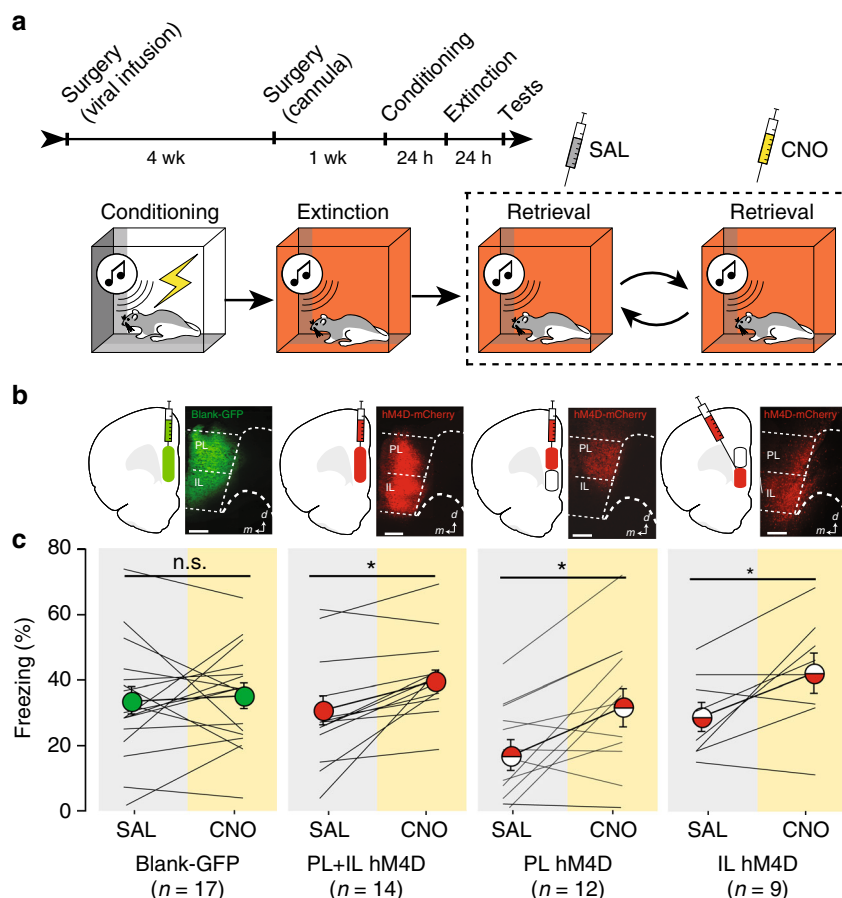 a
Surgery
(viral infusion)
Surgery
(cannula)
Conditioning
Extinction
Tests
4 wk
1 wk
24 h
24 h
SAL
CNO
Conditioning
Extinction
Retrieval
Retrieval
b
Blank-GFP
PL
IL
d
m
hM4D-mCherry
PL
IL
d
m
hM4D-mCherry
PL
IL
d
m
hM4D-mCherry
PL
IL
d
m
c
Freezing (%)
80
60
40
20
0
n.s.
*
*
*
SAL
CNO
SAL
CNO
SAL
CNO
SAL
CNO
Blank-GFP
(n = 17)
PL+IL hM4D
(n = 14)
PL hM4D
(n = 12)
IL hM4D
(n = 9)